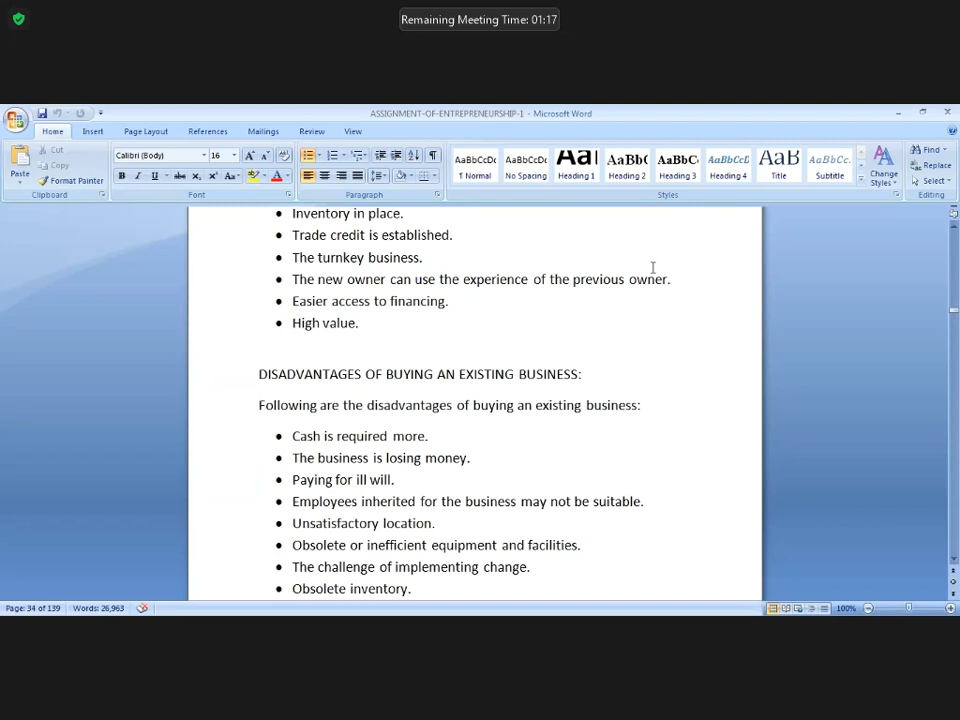 Remaining Meeting Time: 01:17
ASSIGNMENT-OF-ENTREPRENEURSHIP-1 - Microsoft Word
Home Insert Page Layout References Mailings Review View
Cut
Copy
Format Painter
Paste
Clipboard
Calibri (Body) 16
Font
Paragraph
AaBbCcDc AaBbCcDc AaBbC AaBbCcD AaBb
¶ Normal No Spacing Heading 1 Heading 2 Heading 3 Heading 4 Title Subtitle
Change Styles
Styles
Find
Replace
Select
Editing
• Inventory in place.
• Trade credit is established.
• The turnkey business.
• The new owner can use the experience of the previous owner.
• Easier access to financing.
• High value.
DISADVANTAGES OF BUYING AN EXISTING BUSINESS:
Following are the disadvantages of buying an existing business:
• Cash is required more.
• The business is losing money.
• Paying for ill will.
• Employees inherited for the business may not be suitable.
• Unsatisfactory location.
• Obsolete or inefficient equipment and facilities.
• The challenge of implementing change.
• Obsolete inventory.
Page: 34 of 139 Words: 26,963 100%